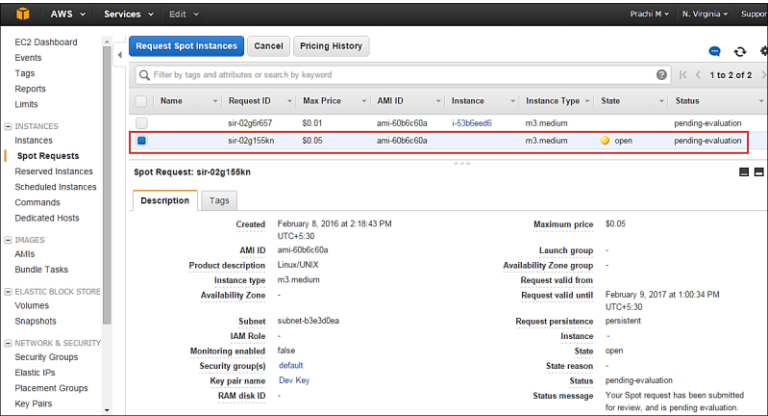 AWS Services Edit Prachi M N. Virginia Suppor
EC2 Dashboard
Events
Tags
Reports
Limits
INSTANCES
Instances
Spot Requests
Reserved Instances
Scheduled Instances
Commands
Dedicated Hosts
IMAGES
AMIs
Bundle Tasks
ELASTIC BLOCK STORE
Volumes
Snapshots
NETWORK & SECURITY
Security Groups
Elastic IPs
Placement Groups
Key Pairs
Request Spot Instances Cancel Pricing History
Filter by tags and attributes or search by keyword 1 to 2 of 2
Name Request ID Max Price AMI ID Instance Instance Type State Status
sir-02g6r657 $0.01 ami-60b6c60a i-53b6eed6 m3.medium pending-evaluation
sir-02g155kn $0.05 ami-60b6c60a m3.medium open pending-evaluation
Spot Request: sir-02g155kn
Description Tags
Created February 8, 2016 at 2:18:43 PM
UTC+5:30
AMI ID ami-60b6c60a
Product description Linux/UNIX
Instance type m3.medium
Availability Zone -
Subnet subnet-b3e3d0ea
IAM Role -
Monitoring enabled false
Security group(s) default
Key pair name Dev Key
RAM disk ID -
Maximum price $0.05
Launch group -
Availability Zone group -
Request valid from
Request valid until February 9, 2017 at 1:00:34 PM
UTC+5:30
Request persistence persistent
Instance -
State open
State reason -
Status pending-evaluation
Status message Your Spot request has been submitted
for review, and is pending evaluation.